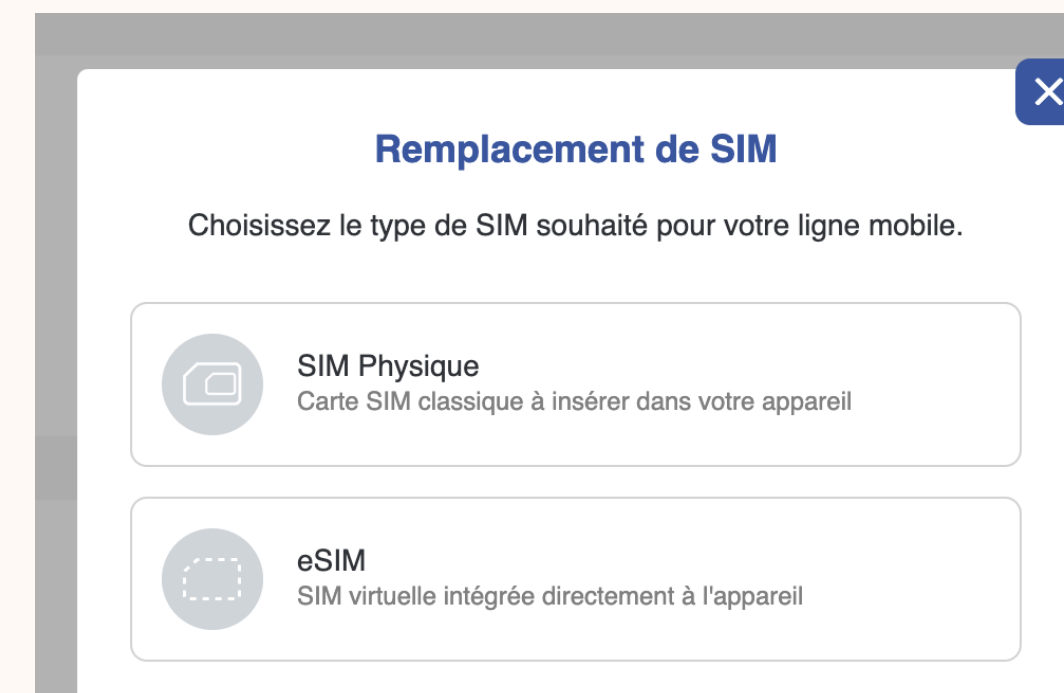 Remplacement de SIM
Choisissez le type de SIM souhaité pour votre ligne mobile.
SIM Physique
Carte SIM classique à insérer dans votre appareil
eSIM
SIM virtuelle intégrée directement à l'appareil